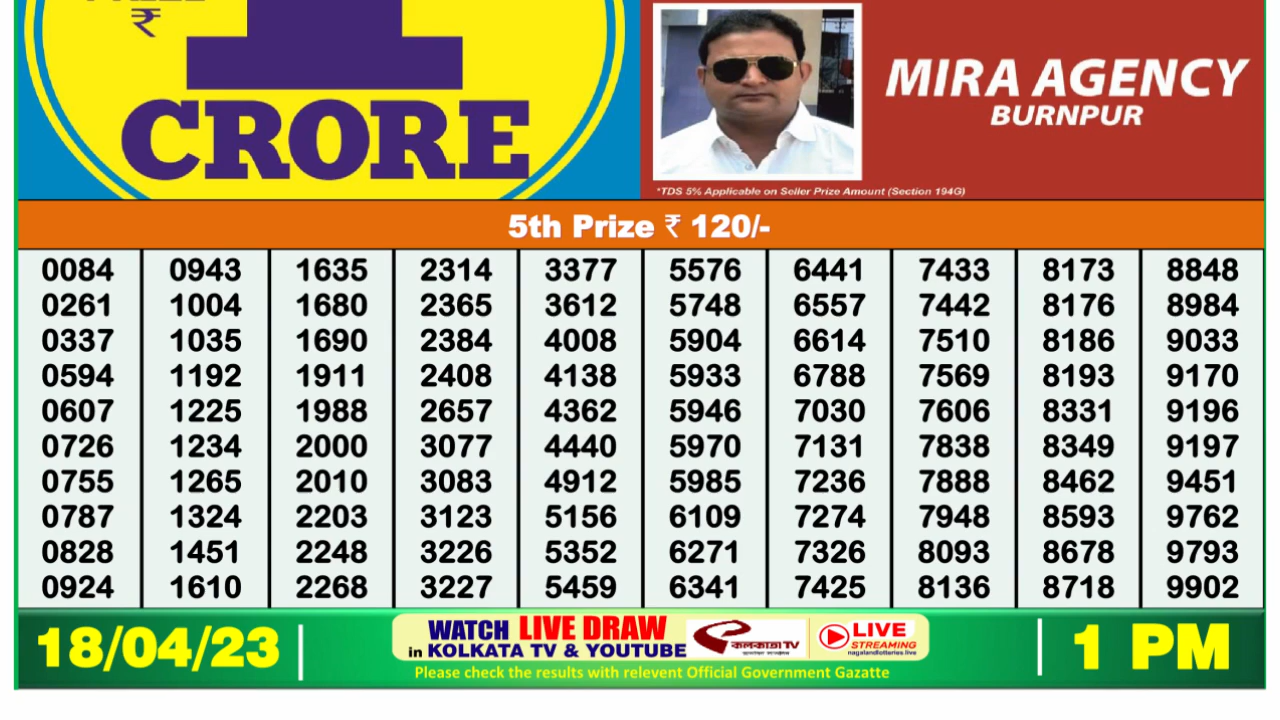 ₹
1
CRORE
MIRA AGENCY
BURNPUR
*TDS 5% Applicable on Seller Prize Amount (Section 194G)
5th Prize ₹ 120/-
0084 0943 1635 2314 3377 5576 6441 7433 8173 8848
0261 1004 1680 2365 3612 5748 6557 7442 8176 8984
0337 1035 1690 2384 4008 5904 6614 7510 8186 9033
0594 1192 1911 2408 4138 5933 6788 7569 8193 9170
0607 1225 1988 2657 4362 5946 7030 7606 8331 9196
0726 1234 2000 3077 4440 5970 7131 7838 8349 9197
0755 1265 2010 3083 4912 5985 7236 7888 8462 9451
0787 1324 2203 3123 5156 6109 7274 7948 8593 9762
0828 1451 2248 3226 5352 6271 7326 8093 8678 9793
0924 1610 2268 3227 5459 6341 7425 8136 8718 9902
18/04/23
WATCH LIVE DRAW
in KOLKATA TV & YOUTUBE
কলকাতা TV
LIVE
STREAMING
nagalandlotteries.live
Please check the results with relevent Official Government Gazatte
1 PM